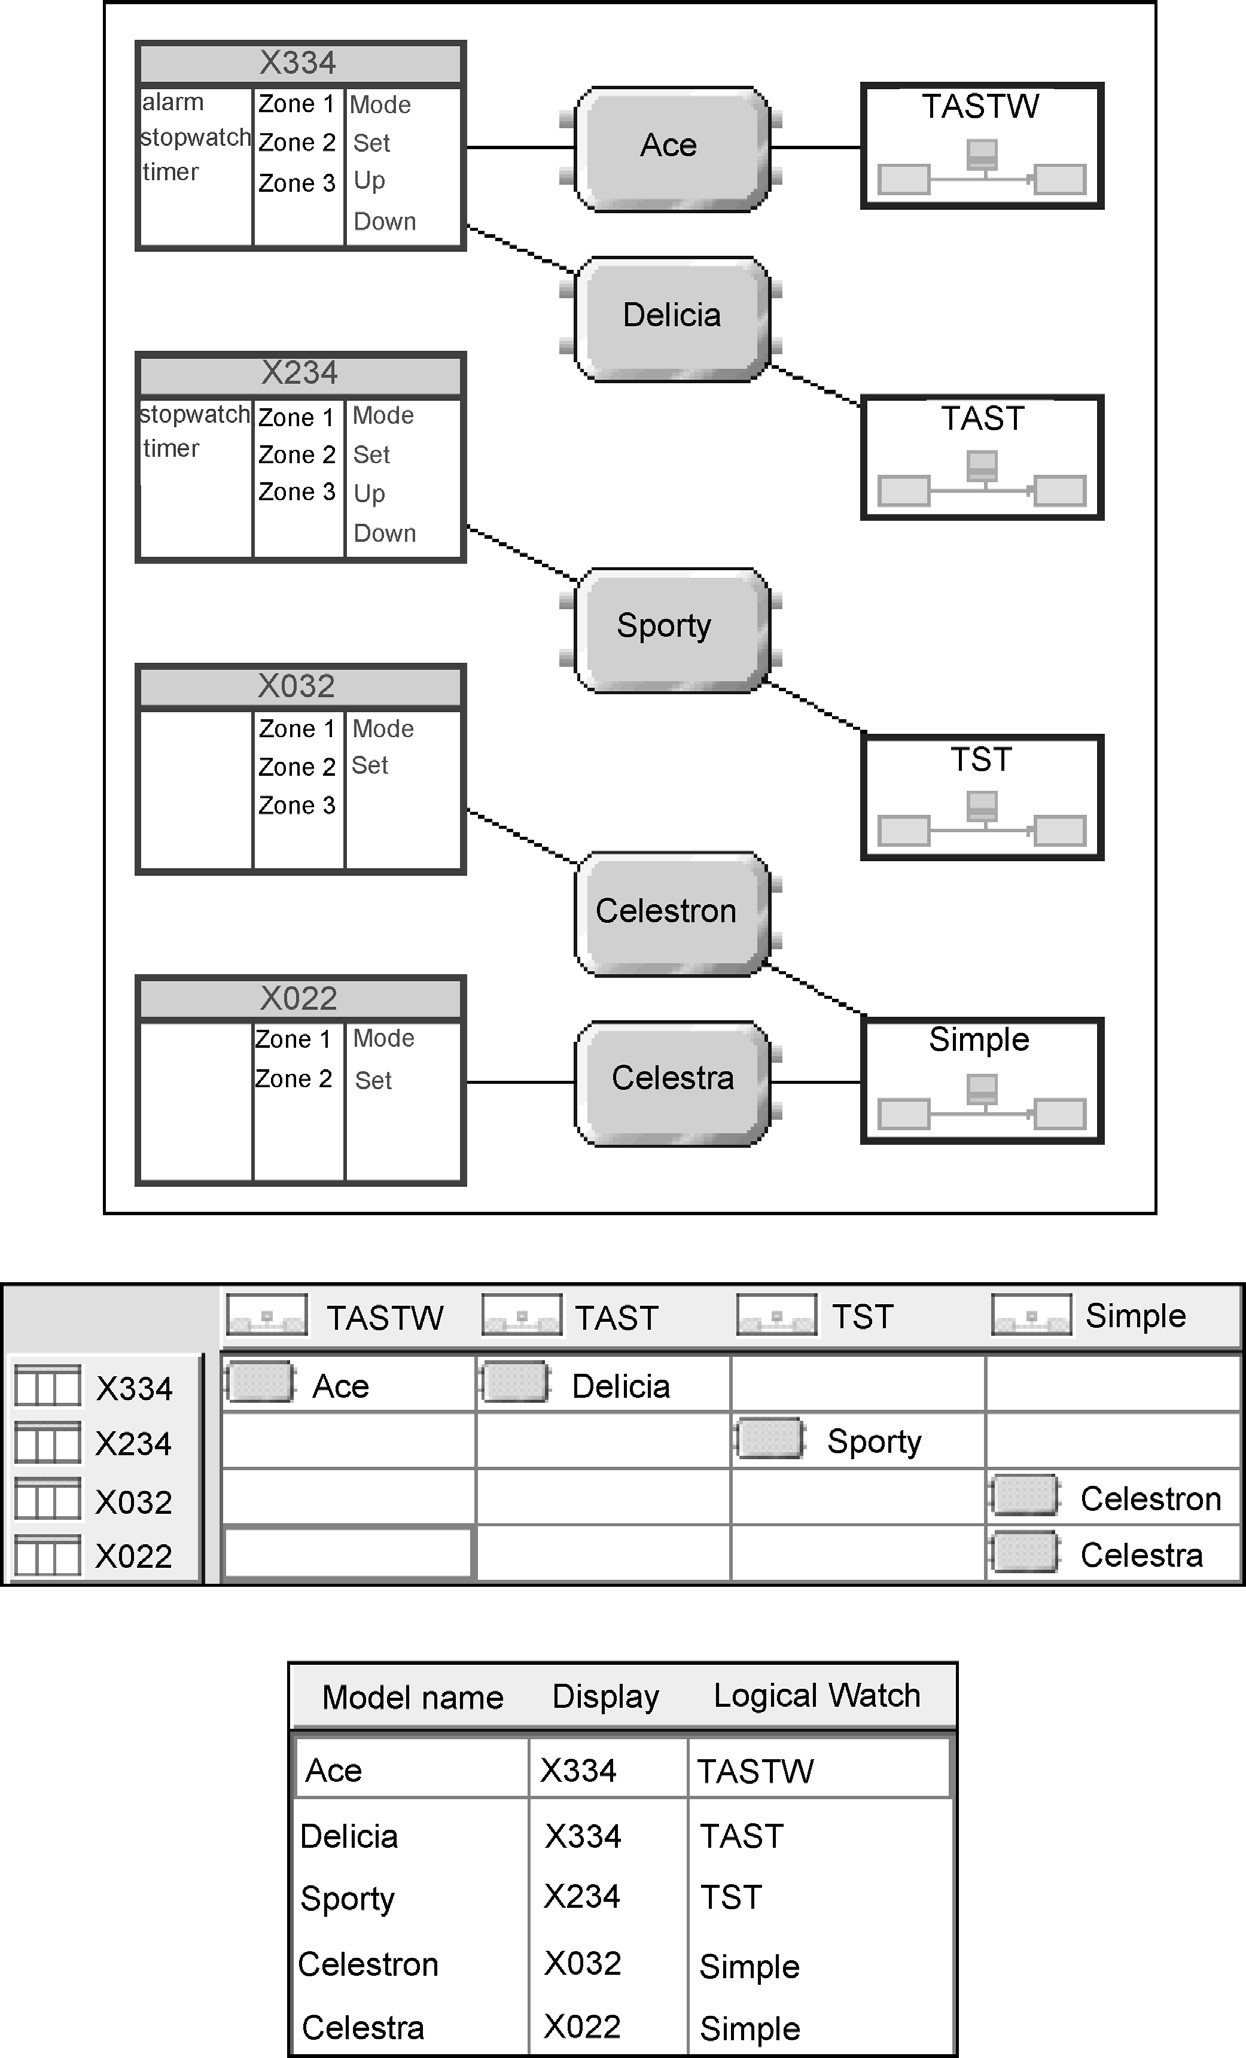 X334
alarm Zone 1 Mode
stopwatch Zone 2 Set
timer Zone 3 Up
Down
Ace
TASTW
Delicia
X234
stopwatch Zone 1 Mode
timer Zone 2 Set
Zone 3 Up
Down
TAST
Sporty
X032
Zone 1 Mode
Zone 2 Set
Zone 3
TST
Celestron
X022
Zone 1 Mode
Zone 2 Set
Celestra
Simple
TASTW TAST TST Simple
X334 Ace Delicia
X234 Sporty
X032 Celestron
X022 Celestra
Model name Display Logical Watch
Ace X334 TASTW
Delicia X334 TAST
Sporty X234 TST
Celestron X032 Simple
Celestra X022 Simple